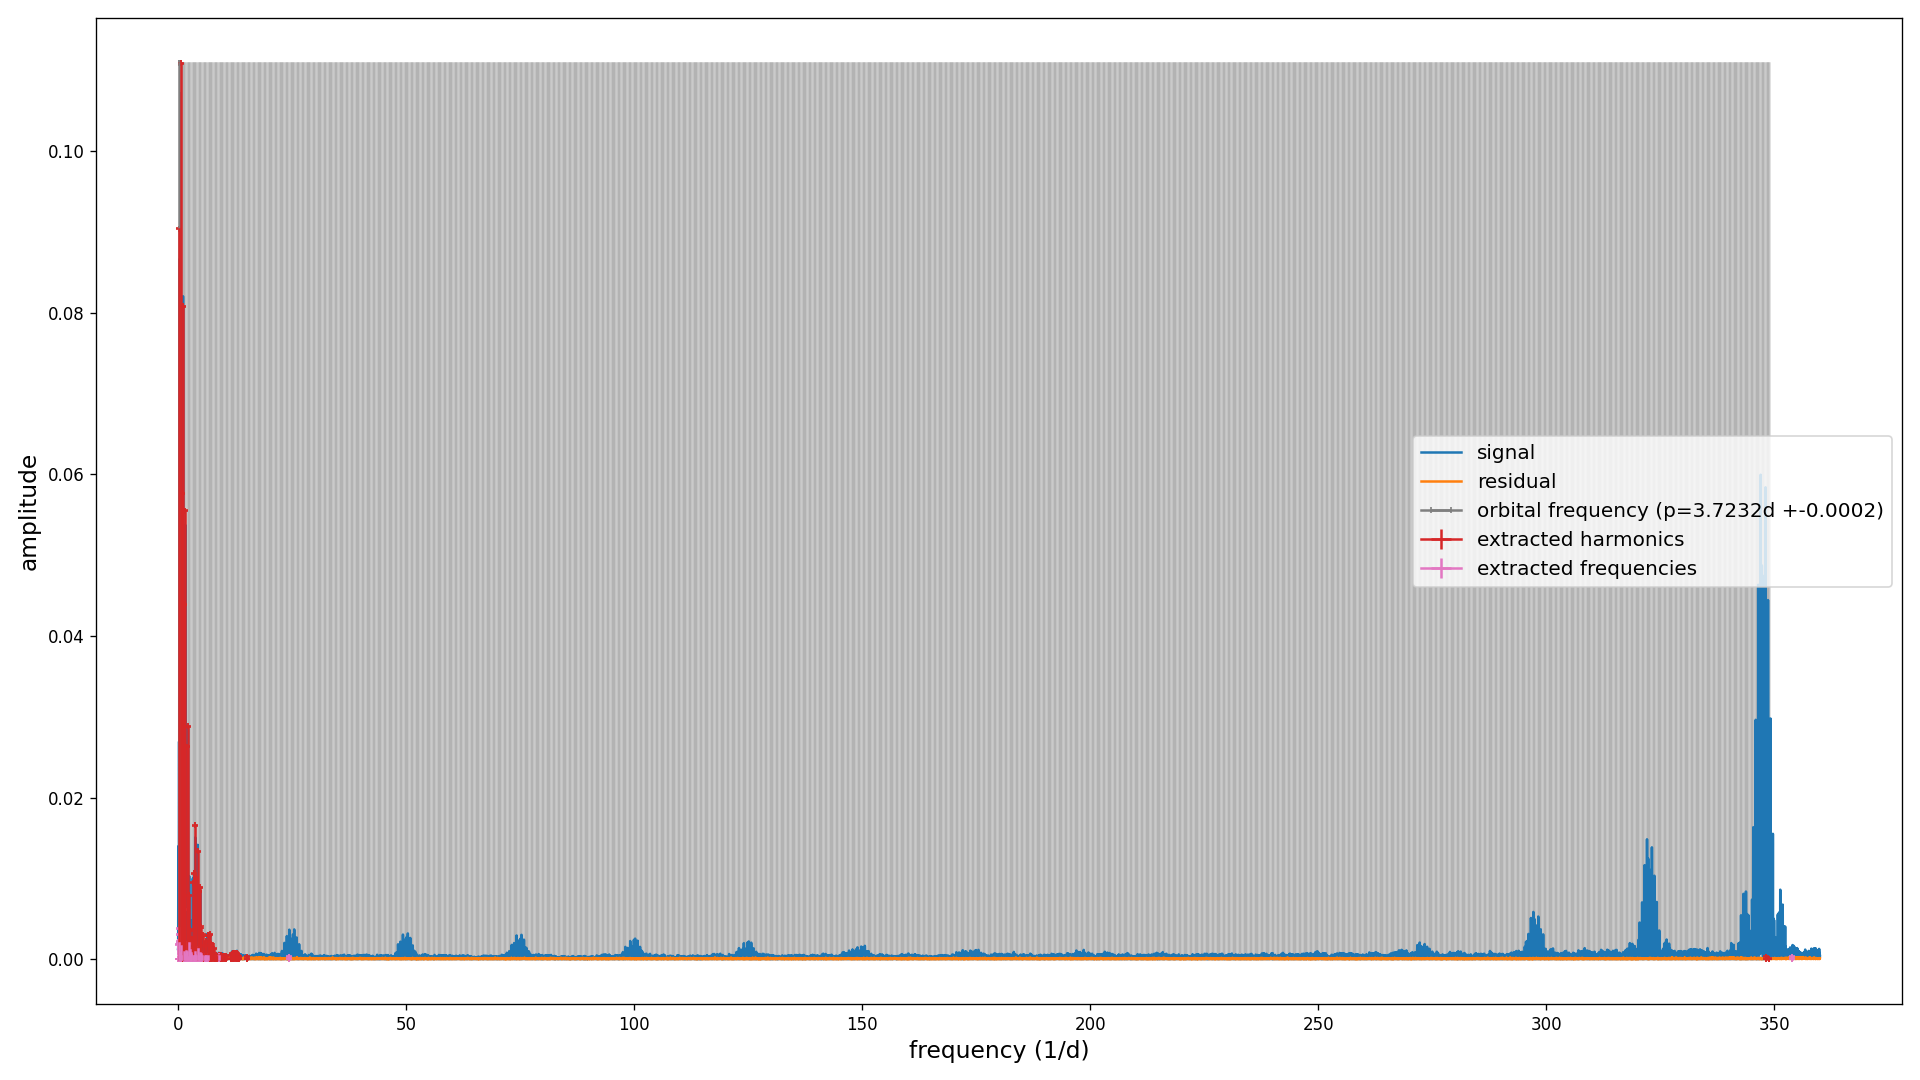 0.10
0.08
0.06
0.04
0.02
0.00
amplitude
signal
residual
orbital frequency (p=3.7232d +-0.0002)
extracted harmonics
extracted frequencies
0 50 100 150 200 250 300 350
frequency (1/d)